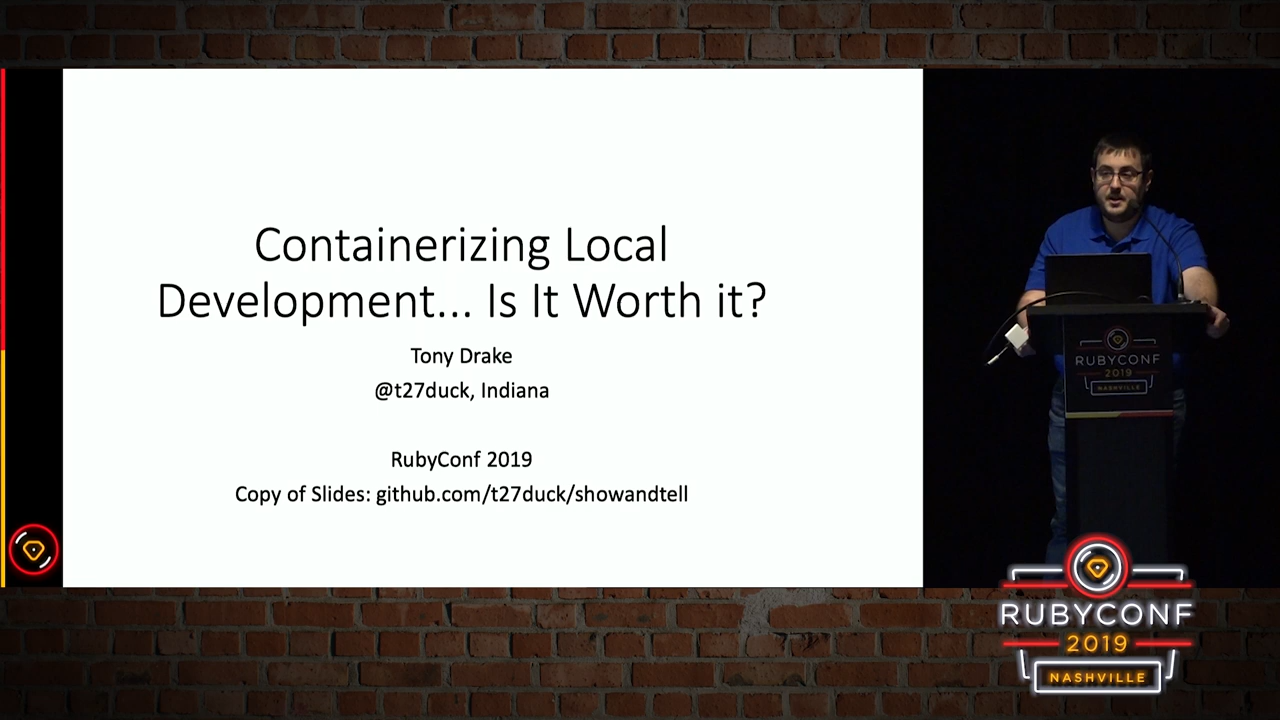 Containerizing Local
Development... Is It Worth it?
Tony Drake
@t27duck, Indiana
RubyConf 2019
Copy of Slides: github.com/t27duck/showandtell
RUBYCONF
2019
NASHVILLE
RUBYCONF
2019
NASHVILLE